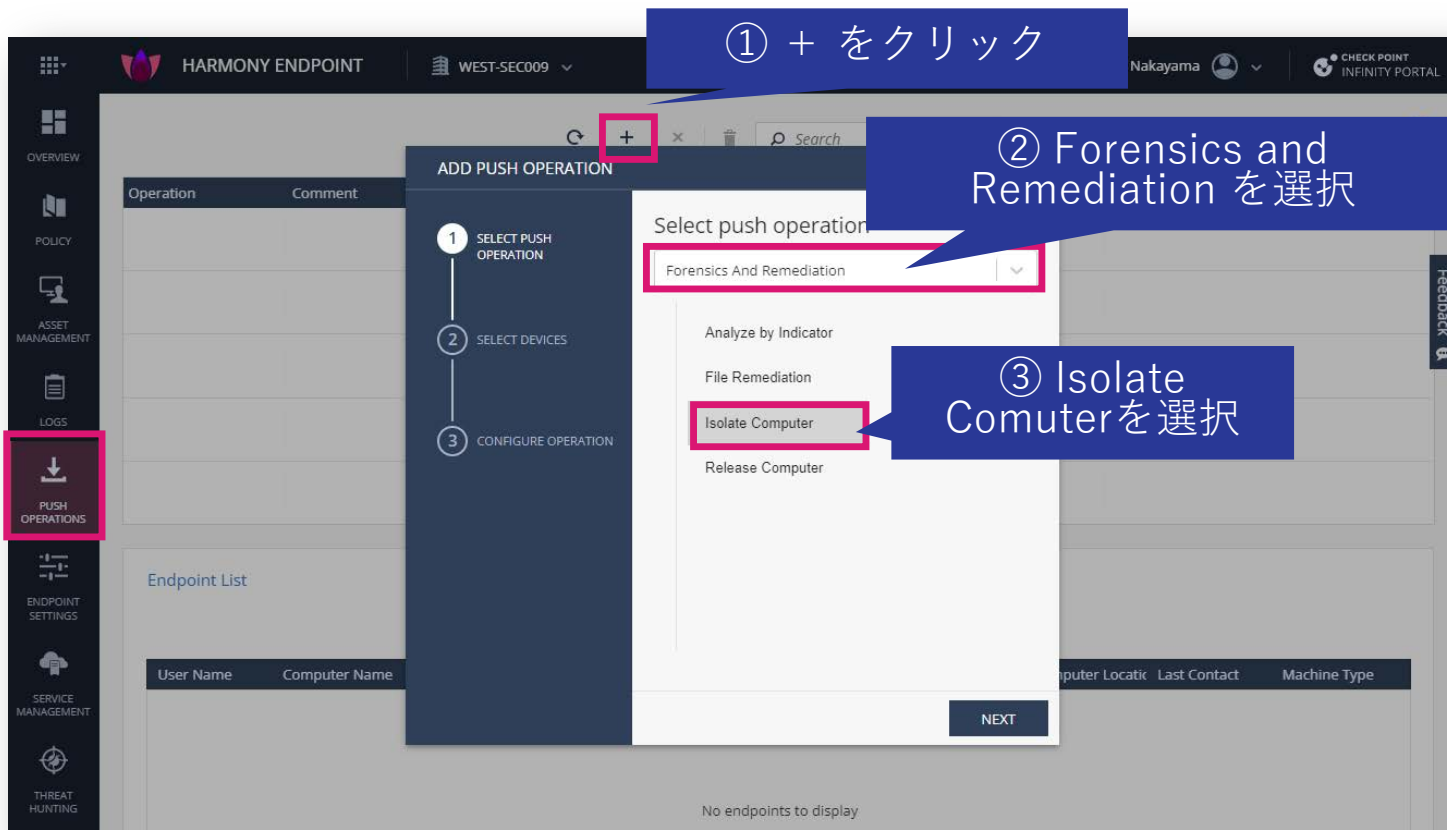 ① + をクリック
HARMONY ENDPOINT
WEST-SEC009
Nakayama
CHECK POINT
INFINITY PORTAL
OVERVIEW
POLICY
ASSET
MANAGEMENT
LOGS
PUSH
OPERATIONS
ENDPOINT
SETTINGS
SERVICE
MANAGEMENT
THREAT
HUNTING
Search
② Forensics and
Remediation を選択
Operation
Comment
ADD PUSH OPERATION
1 SELECT PUSH
OPERATION
2 SELECT DEVICES
3 CONFIGURE OPERATION
Select push operation
Forensics And Remediation
Analyze by Indicator
File Remediation
Isolate Computer
Release Computer
③ Isolate
Comuterを選択
NEXT
Feedback
Endpoint List
User Name
Computer Name
Last Contact
Machine Type
No endpoints to display